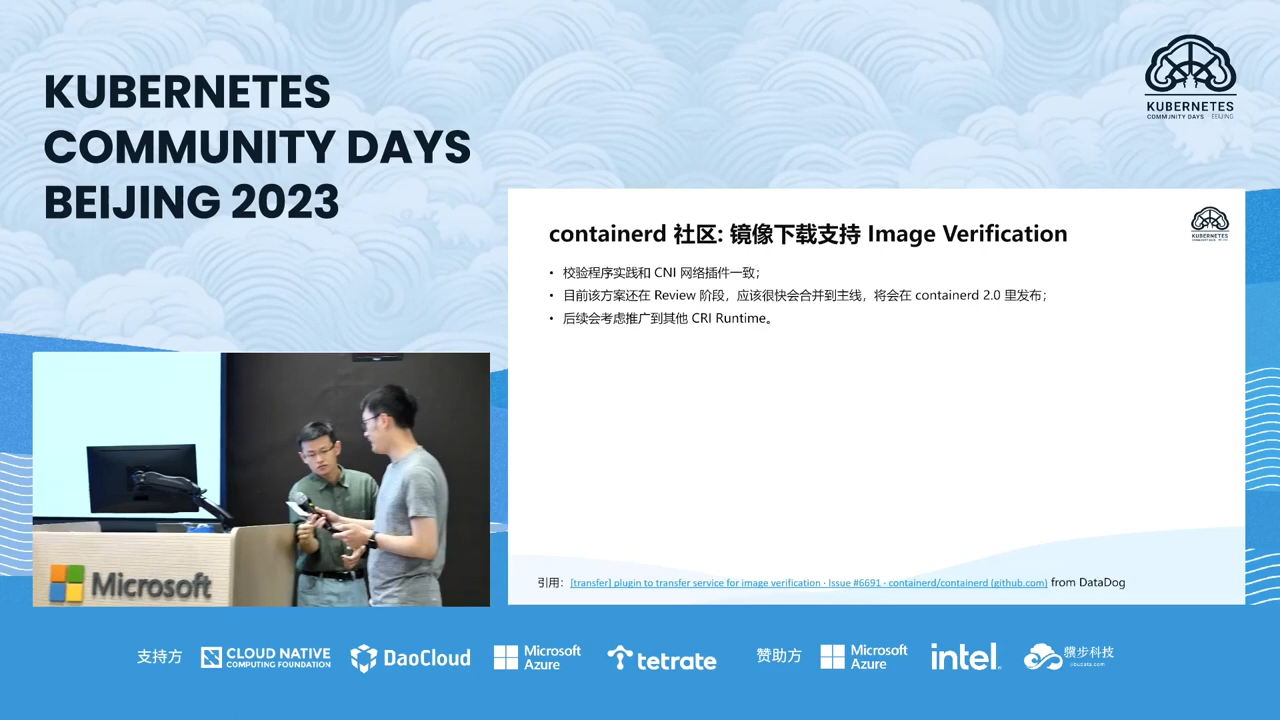 KUBERNETES
COMMUNITY DAYS
BEIJING 2023
KUBERNETES
COMMUNITY DAYS · BEIJING
containerd 社区: 镜像下载支持 Image Verification
KUBERNETES
• 校验程序实践和 CNI 网络插件一致；
• 目前该方案还在 Review 阶段，应该很快会合并到主线，将会在 containerd 2.0 里发布；
• 后续会考虑推广到其他 CRI Runtime。
引用： [transfer] plugin to transfer service for image verification · Issue #6691 · containerd/containerd (github.com) from DataDog
Microsoft
支持方
CLOUD NATIVE
COMPUTING FOUNDATION
DaoCloud
Microsoft
Azure
tetrate
赞助方
Microsoft
Azure
intel.
骥步科技